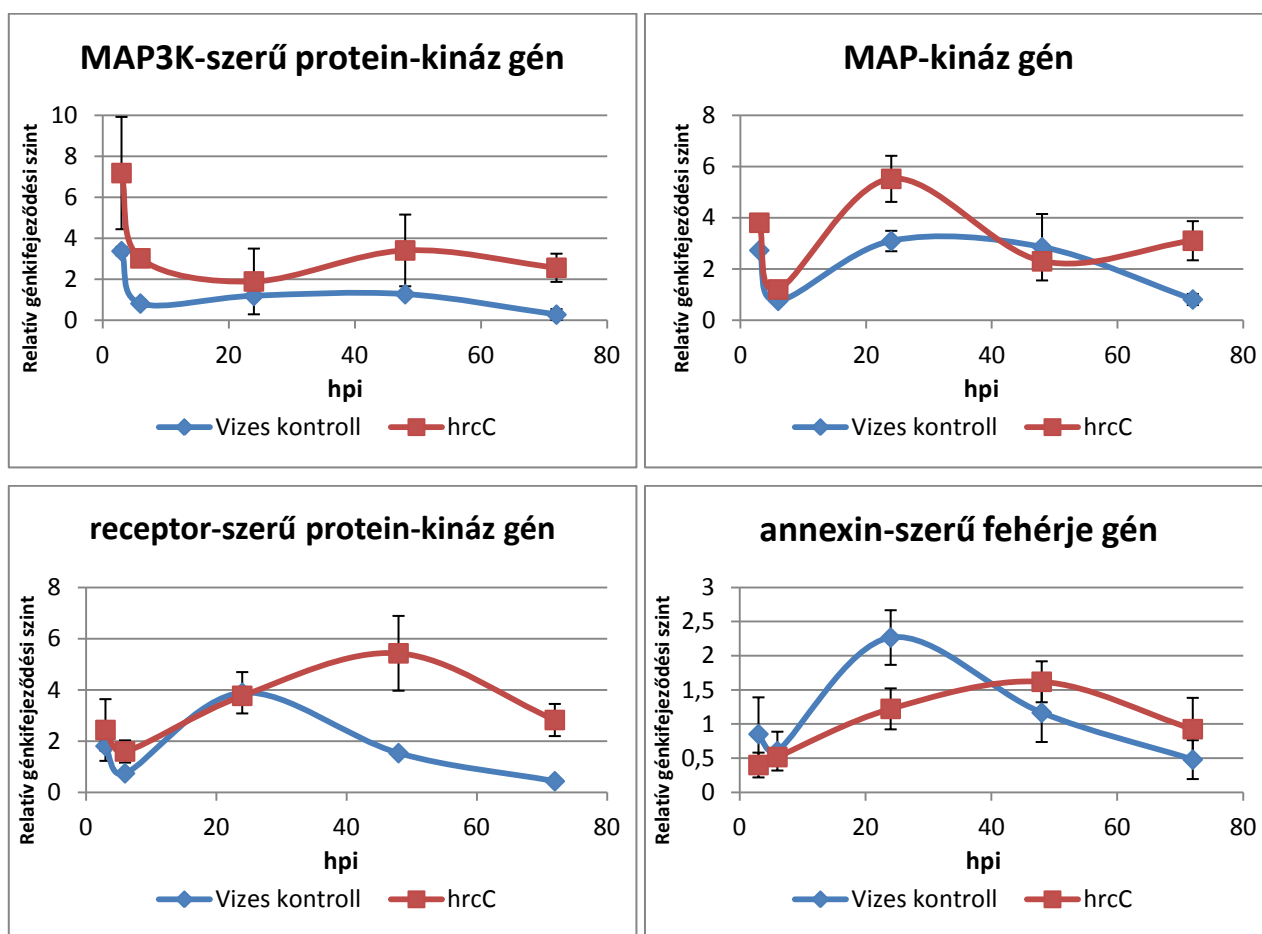 MAP3K-szerű protein-kináz gén
Relatív génkifejeződési szint
10
8
6
4
2
0
0 20 40 60 80
hpi
Vizes kontroll hrcC
MAP-kináz gén
Relatív génkifejeződési szint
8
6
4
2
0
0 20 40 60 80
hpi
Vizes kontroll hrcC
receptor-szerű protein-kináz gén
Relatív génkifejeződési szint
8
6
4
2
0
0 20 40 60 80
hpi
Vizes kontroll hrcC
annexin-szerű fehérje gén
Relatív génkifejeződési szint
3
2,5
2
1,5
1
0,5
0
0 20 40 60 80
hpi
Vizes kontroll hrcC